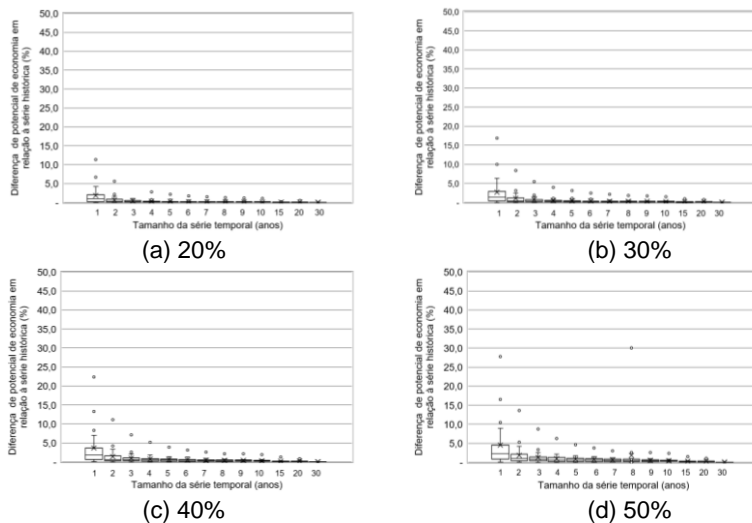 Diferença de potencial de economia em
relação à série histórica (%)
50,0
45,0
40,0
35,0
30,0
25,0
20,0
15,0
10,0
5,0
-
1 2 3 4 5 6 7 8 9 10 15 20 30
Tamanho da série temporal (anos)
(a) 20%
Diferença de potencial de economia em
relação à série histórica (%)
50,0
45,0
40,0
35,0
30,0
25,0
20,0
15,0
10,0
5,0
-
1 2 3 4 5 6 7 8 9 10 15 20 30
Tamanho da série temporal (anos)
(b) 30%
Diferença de potencial de economia em
relação à série histórica (%)
50,0
45,0
40,0
35,0
30,0
25,0
20,0
15,0
10,0
5,0
-
1 2 3 4 5 6 7 8 9 10 15 20 30
Tamanho da série temporal (anos)
(c) 40%
Diferença de potencial de economia em
relação à série histórica (%)
50,0
45,0
40,0
35,0
30,0
25,0
20,0
15,0
10,0
5,0
-
1 2 3 4 5 6 7 8 9 10 15 20 30
Tamanho da série temporal (anos)
(d) 50%